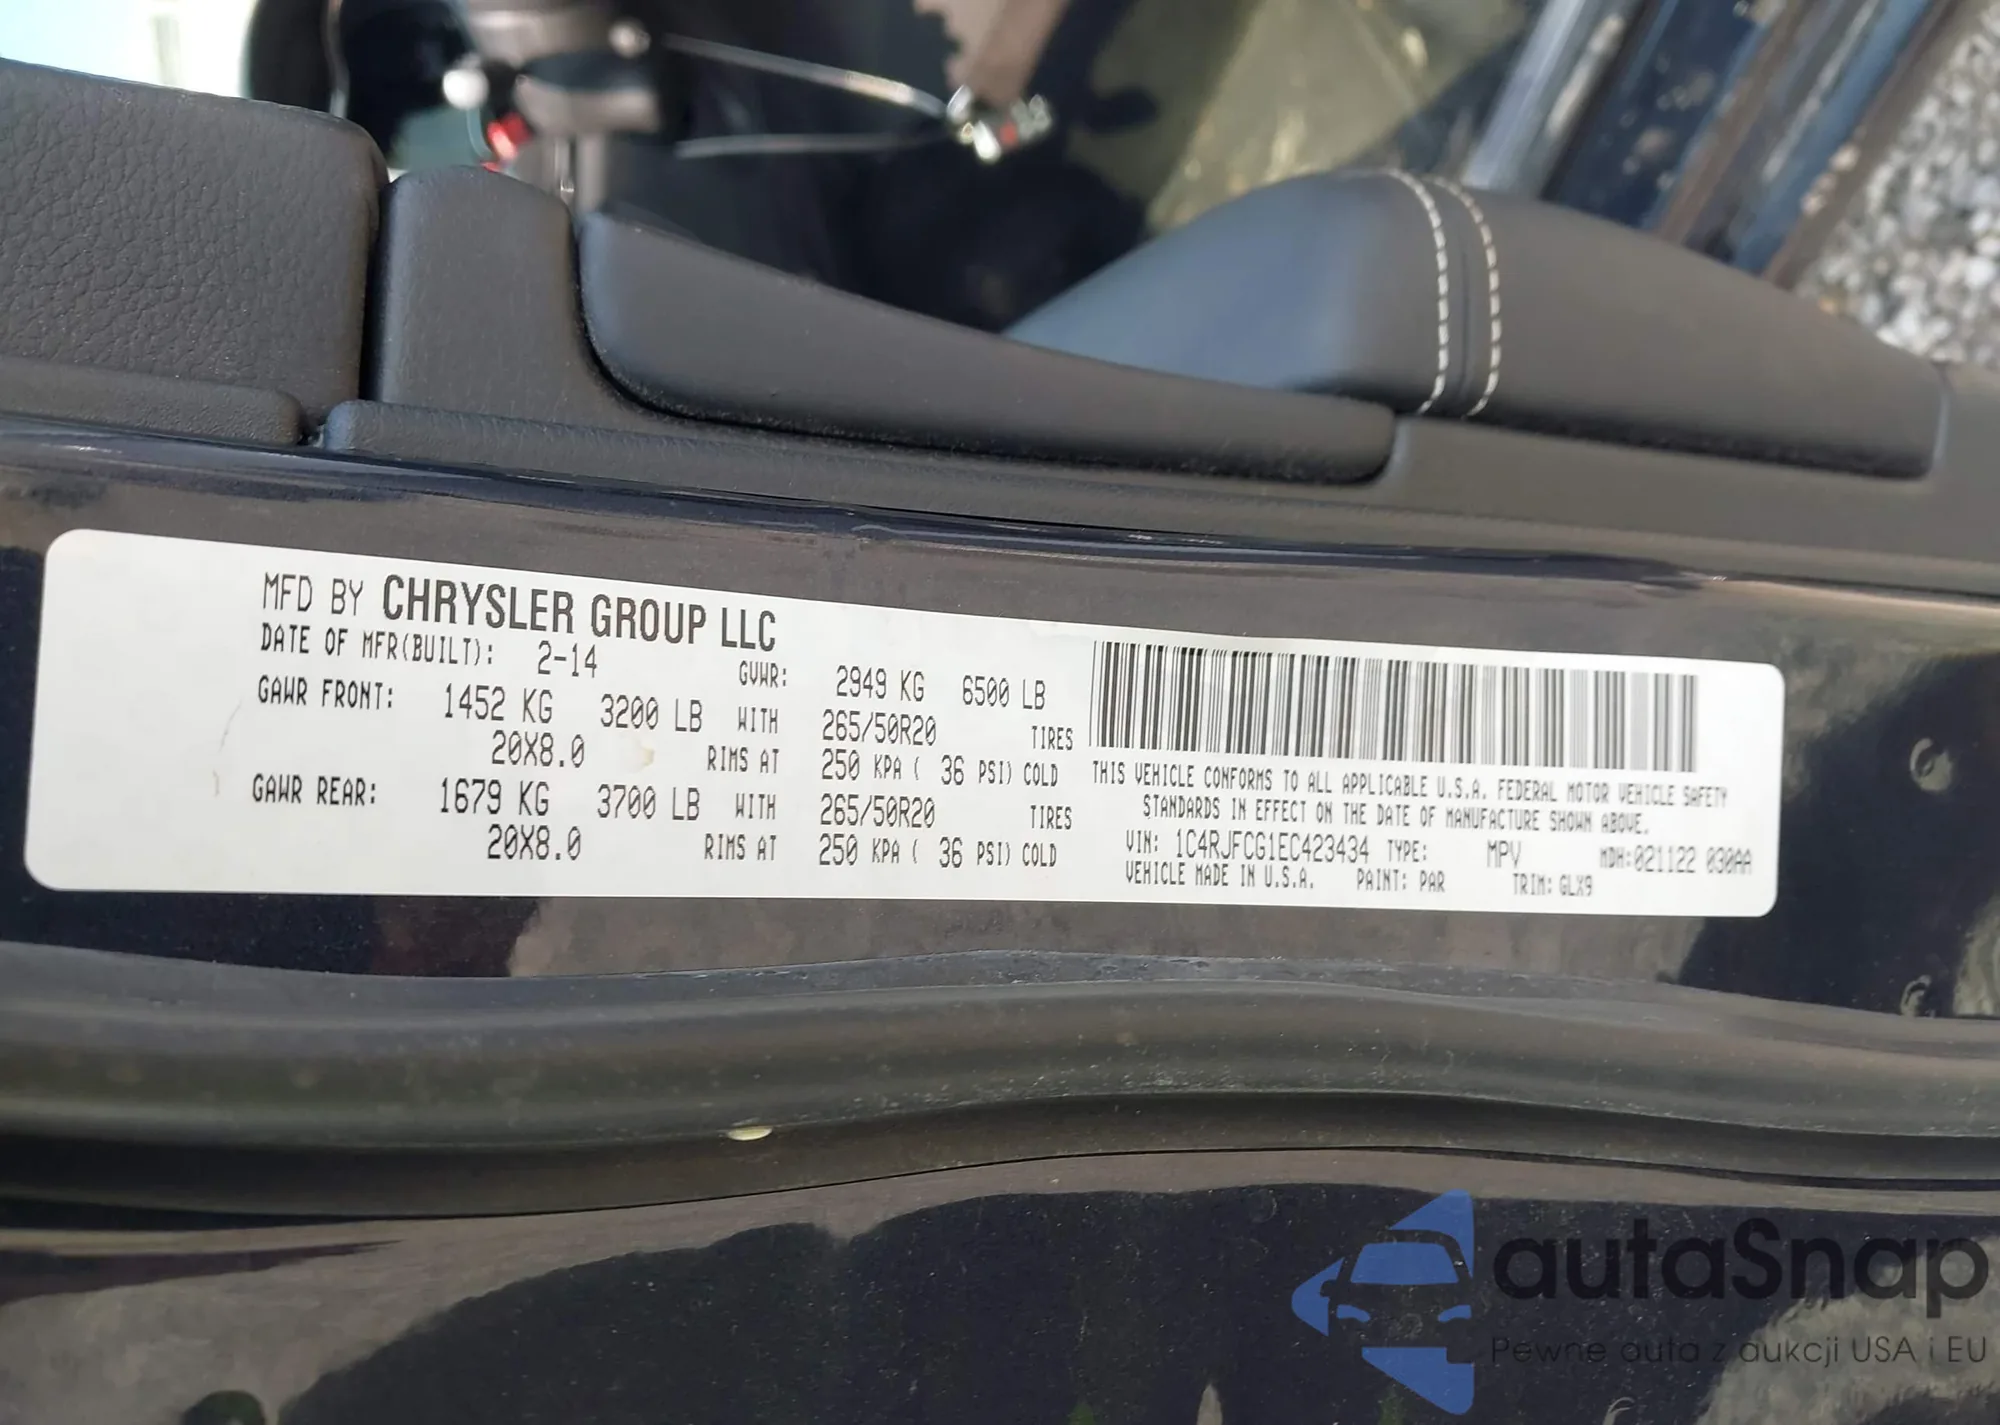 MFD BY CHRYSLER GROUP LLC
DATE OF MFR(BUILT): 2-14 GVWR: 2949 KG 6500 LB
GAWR FRONT: 1452 KG 3200 LB WITH 265/50R20 TIRES
20X8.0 RIMS AT 250 KPA ( 36 PSI) COLD
GAWR REAR: 1679 KG 3700 LB WITH 265/50R20 TIRES
20X8.0 RIMS AT 250 KPA ( 36 PSI) COLD
THIS VEHICLE CONFORMS TO ALL APPLICABLE U.S.A. FEDERAL MOTOR VEHICLE SAFETY
STANDARDS IN EFFECT ON THE DATE OF MANUFACTURE SHOWN ABOVE.
VIN: 1C4RJFCG1EC423434 TYPE: MPV MDH:021122 030AA
VEHICLE MADE IN U.S.A. PAINT: PAR TRIM: GLX9
autaSnap
Pewne auta z aukcji USA i EU